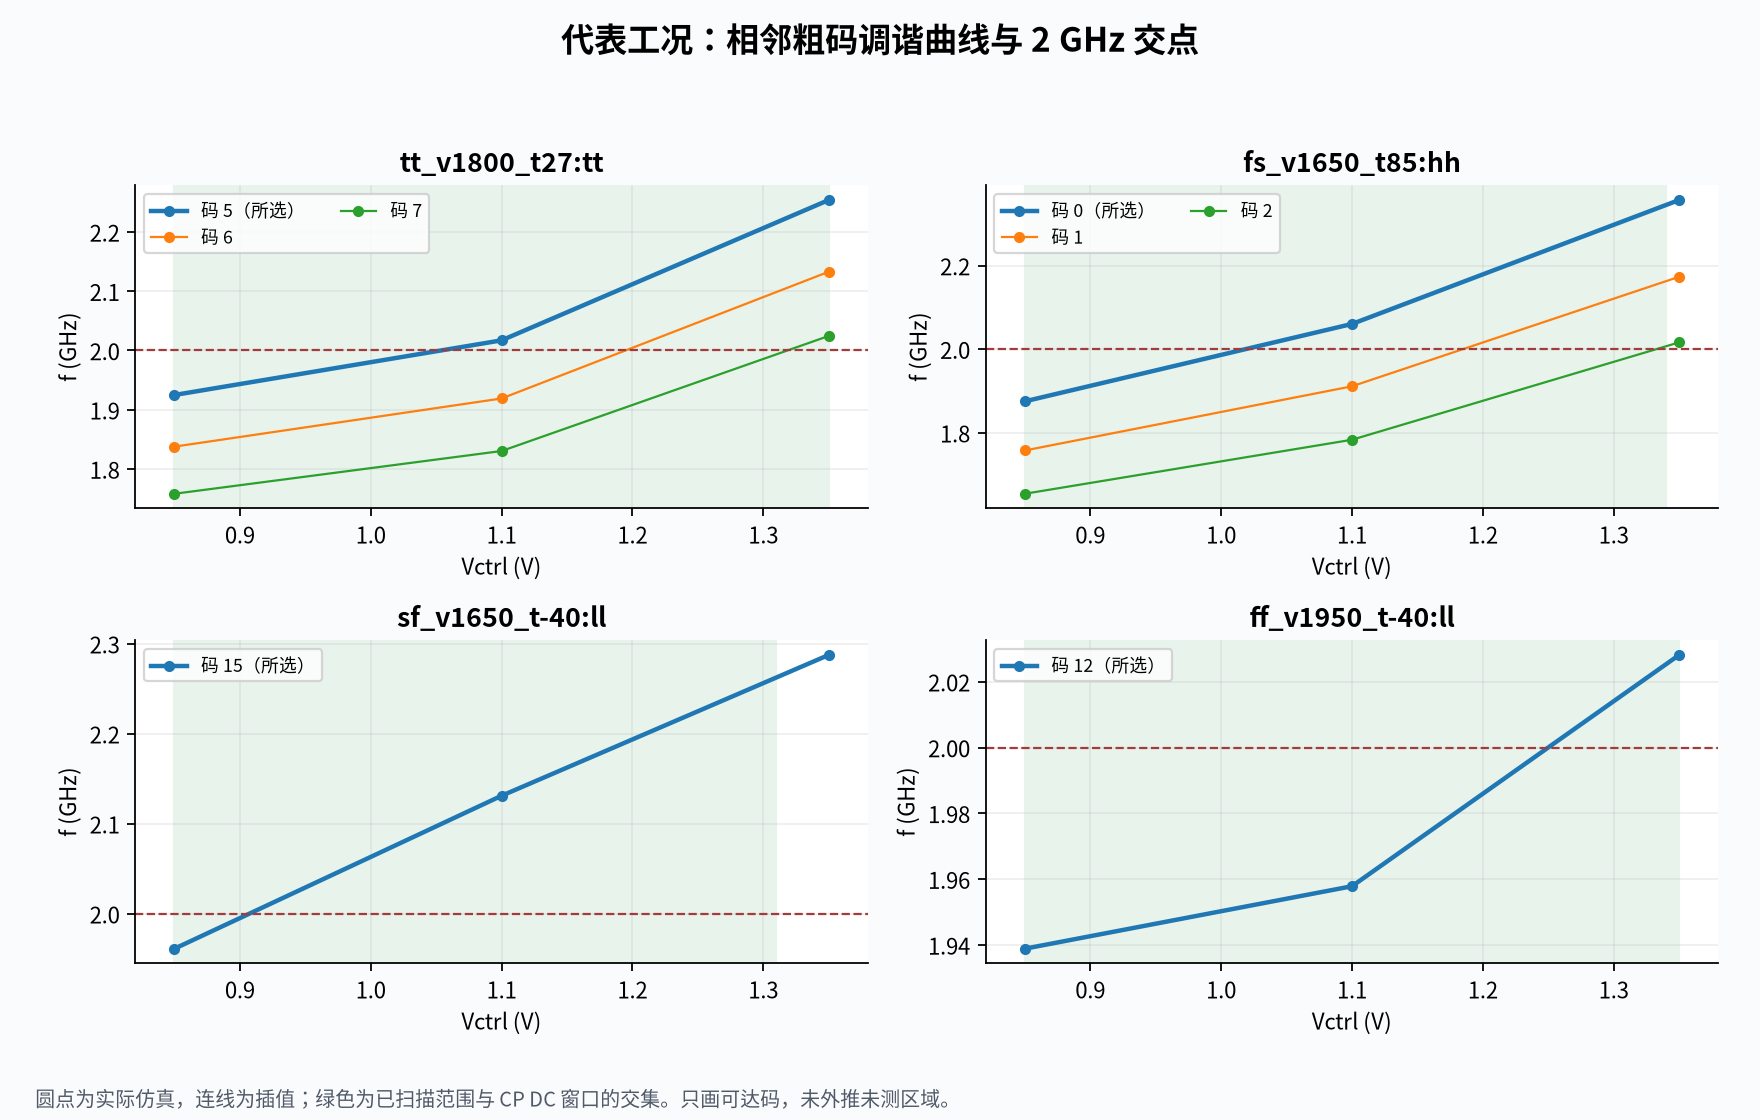 代表工况：相邻粗码调谐曲线与 2 GHz 交点
tt_v1800_t27:tt
码 5（所选）
码 6
码 7
2.2
2.1
2.0
1.9
1.8
f (GHz)
0.9 1.0 1.1 1.2 1.3
Vctrl (V)
fs_v1650_t85:hh
码 0（所选）
码 1
码 2
2.2
2.0
1.8
f (GHz)
0.9 1.0 1.1 1.2 1.3
Vctrl (V)
sf_v1650_t-40:ll
码 15（所选）
2.3
2.2
2.1
2.0
f (GHz)
0.9 1.0 1.1 1.2 1.3
Vctrl (V)
ff_v1950_t-40:ll
码 12（所选）
2.02
2.00
1.98
1.96
1.94
f (GHz)
0.9 1.0 1.1 1.2 1.3
Vctrl (V)
圆点为实际仿真，连线为插值；绿色为已扫描范围与 CP DC 窗口的交集。只画可达码，未外推未测区域。